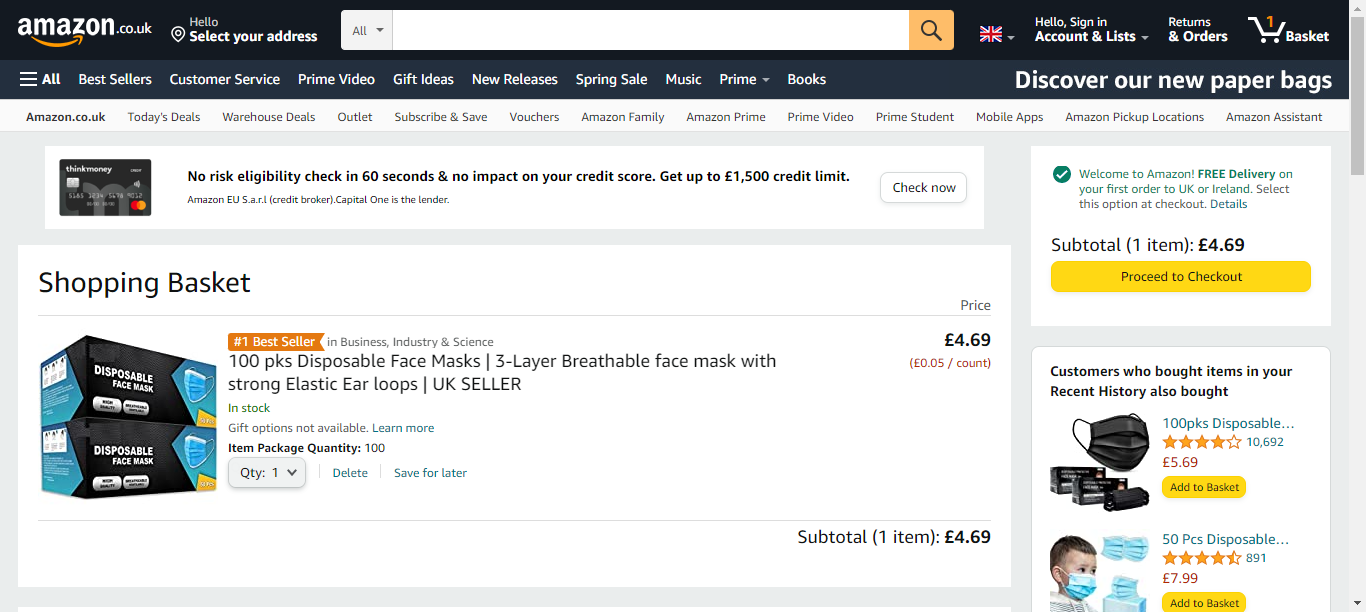 amazon.co.uk
Hello
Select your address
All
Hello, Sign in
Account & Lists
Returns
& Orders
1
Basket
All
Best Sellers
Customer Service
Prime Video
Gift Ideas
New Releases
Spring Sale
Music
Prime
Books
Discover our new paper bags
Amazon.co.uk
Today's Deals
Warehouse Deals
Outlet
Subscribe & Save
Vouchers
Amazon Family
Amazon Prime
Prime Video
Prime Student
Mobile Apps
Amazon Pickup Locations
Amazon Assistant
thinkmoney
No risk eligibility check in 60 seconds & no impact on your credit score. Get up to £1,500 credit limit.
Amazon EU S.a.r.l (credit broker).Capital One is the lender.
Check now
Shopping Basket
Price
DISPOSABLE
FACE MASK
DISPOSABLE
FACE MASK
#1 Best Seller in Business, Industry & Science
100 pks Disposable Face Masks | 3-Layer Breathable face mask with
strong Elastic Ear loops | UK SELLER
In stock
Gift options not available. Learn more
Item Package Quantity: 100
Qty: 1
Delete
Save for later
£4.69
(£0.05 / count)
Subtotal (1 item): £4.69
Welcome to Amazon! FREE Delivery on
your first order to UK or Ireland. Select
this option at checkout. Details
Subtotal (1 item): £4.69
Proceed to Checkout
Customers who bought items in your
Recent History also bought
100pks Disposable…
10,692
£5.69
Add to Basket
50 Pcs Disposable…
891
£7.99
Add to Basket